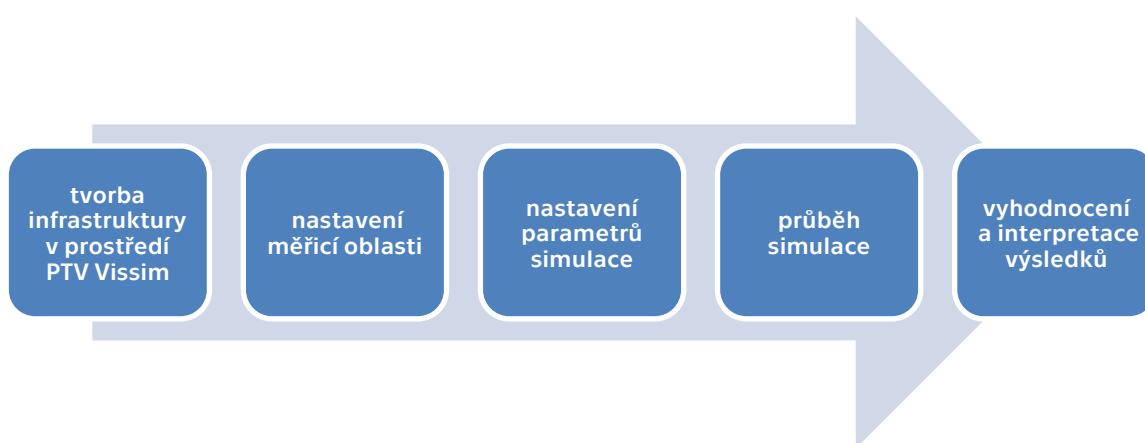 tvorba
infrastruktury
v prostředí
PTV Vissim
nastavení
měřicí oblasti
nastavení
parametrů
simulace
průběh
simulace
vyhodnocení
a interpretace
výsledků